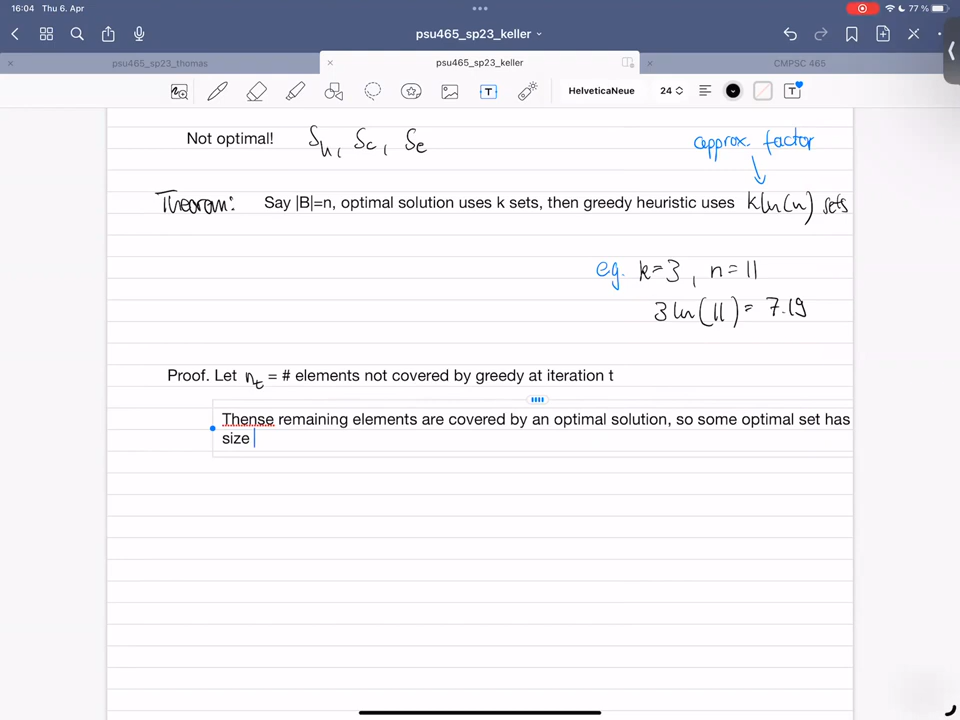 16:04 Thu 6. Apr
77 %
psu465_sp23_keller
psu465_sp23_thomas
psu465_sp23_keller
CMPSC 465
HelveticaNeue 24
Not optimal! Sh, Sc, Se
approx. factor
Theorem: Say |B|=n, optimal solution uses k sets, then greedy heuristic uses k ln(n) sets
eg. k=3, n=11
3 ln(11) = 7.19
Proof. Let nt = # elements not covered by greedy at iteration t
Thense remaining elements are covered by an optimal solution, so some optimal set has
size